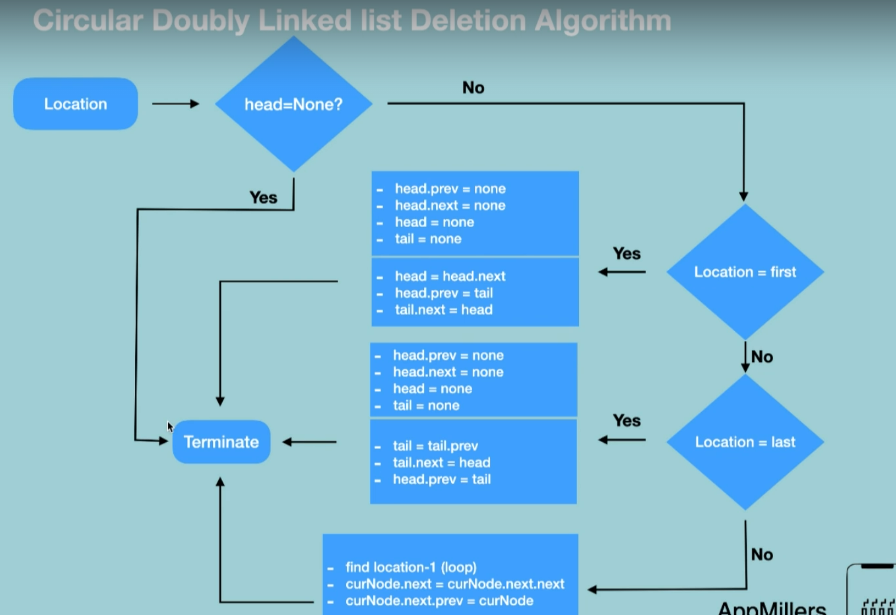 Circular Doubly Linked list Deletion Algorithm
Location
head=None?
No
Yes
- head.prev = none
- head.next = none
- head = none
- tail = none
- head = head.next
- head.prev = tail
- tail.next = head
Yes
Location = first
No
- head.prev = none
- head.next = none
- head = none
- tail = none
- tail = tail.prev
- tail.next = head
- head.prev = tail
Yes
Location = last
Terminate
No
- find location-1 (loop)
- curNode.next = curNode.next.next
- curNode.next.prev = curNode
AppMillers